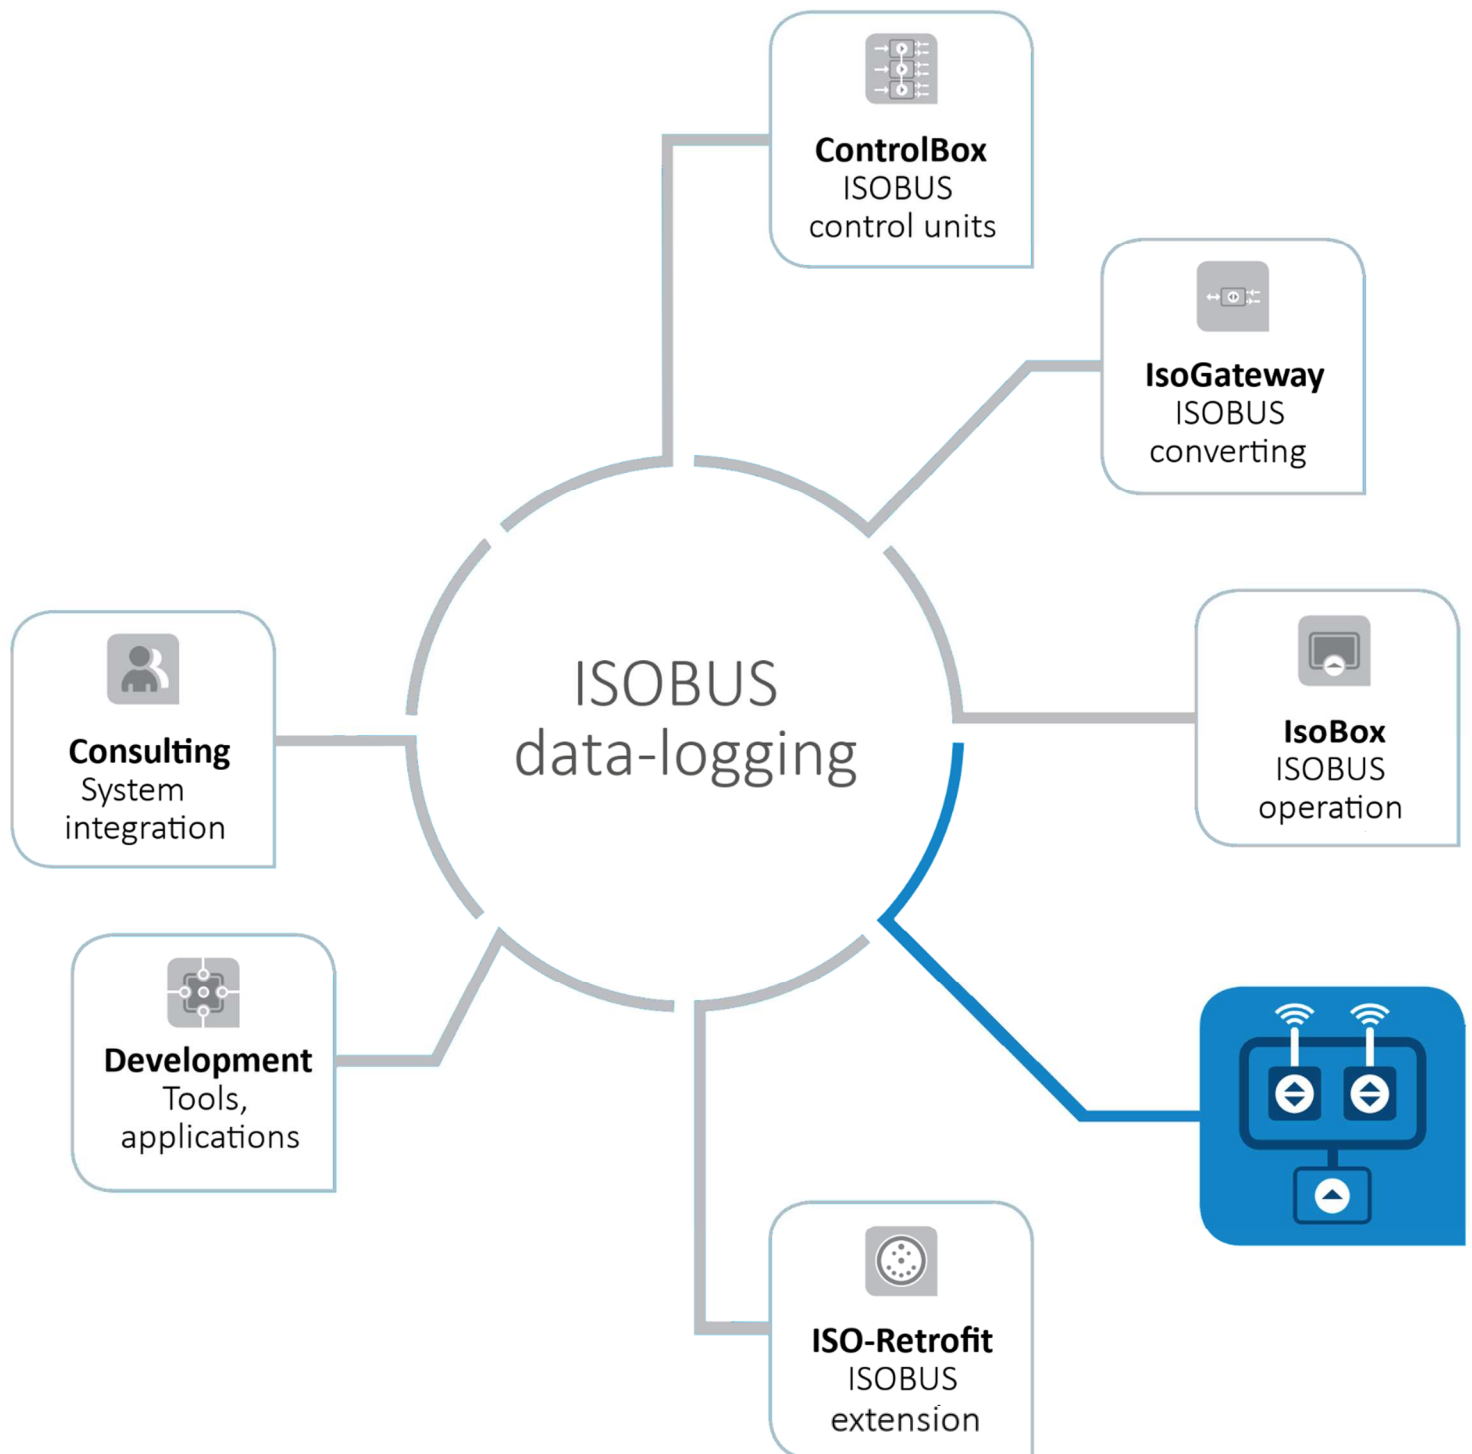 ControlBox
ISOBUS
control units
IsoGateway
ISOBUS
converting
ISOBUS
data-logging
IsoBox
ISOBUS
operation
Consulting
System
integration
Development
Tools,
applications
ISO-Retrofit
ISOBUS
extension